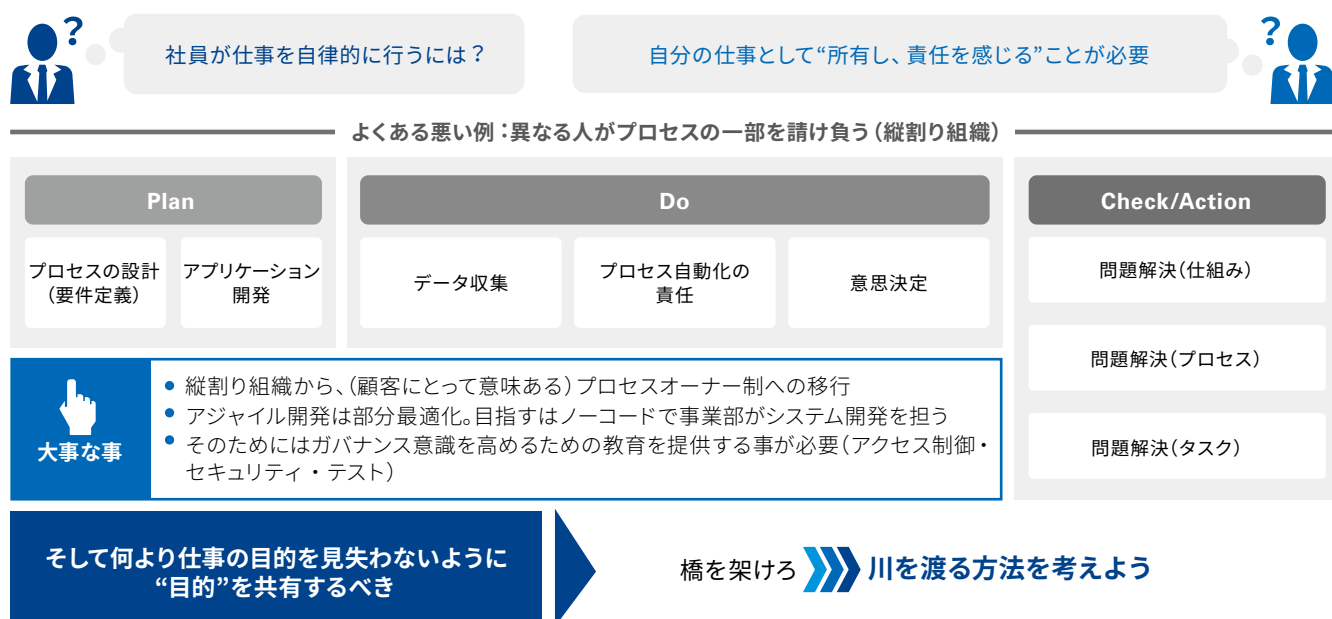 ?
社員が仕事を自律的に行うには？
自分の仕事として“所有し、責任を感じる”ことが必要
?
よくある悪い例：異なる人がプロセスの一部を請け負う（縦割り組織）
Plan
Do
Check/Action
プロセスの設計
（要件定義）
アプリケーション
開発
データ収集
プロセス自動化の
責任
意思決定
問題解決（仕組み）
問題解決（プロセス）
問題解決（タスク）
大事な事
• 縦割り組織から、（顧客にとって意味ある）プロセスオーナー制への移行
• アジャイル開発は部分最適化。目指すはノーコードで事業部がシステム開発を担う
• そのためにはガバナンス意識を高めるための教育を提供する事が必要（アクセス制御・
セキュリティ・テスト）
そして何より仕事の目的を見失わないように
“目的”を共有するべき
橋を架けろ 川を渡る方法を考えよう